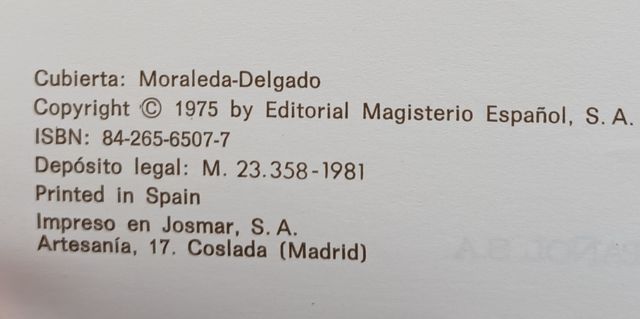 Cubierta: Moraleda-Delgado
Copyright © 1975 by Editorial Magisterio Español, S. A.
ISBN: 84-265-6507-7
Depósito legal: M. 23.358-1981
Printed in Spain
Impreso en Josmar, S. A.
Artesanía, 17. Coslada (Madrid)